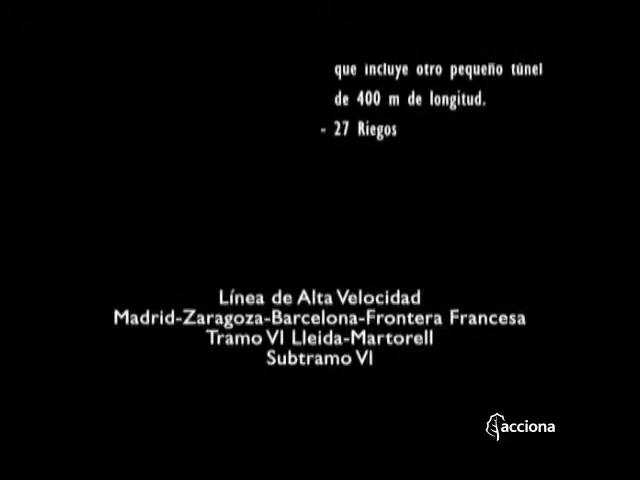 que incluye otro pequeño túnel
de 400 m de longitud.
- 27 Riegos
Línea de Alta Velocidad
Madrid-Zaragoza-Barcelona-Frontera Francesa
Tramo VI Lleida-Martorell
Subtramo VI
acciona